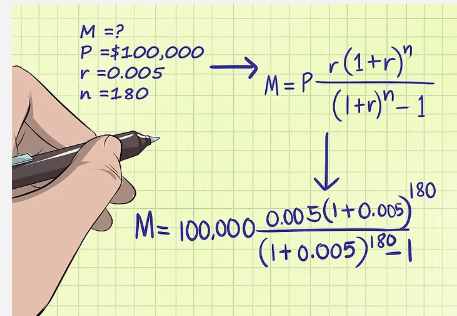 M =?
P =$100,000
r =0.005
n =180
M = P r(1+r)^n / (1+r)^n - 1
M = 100,000 0.005(1+0.005)^180 / (1+0.005)^180 - 1